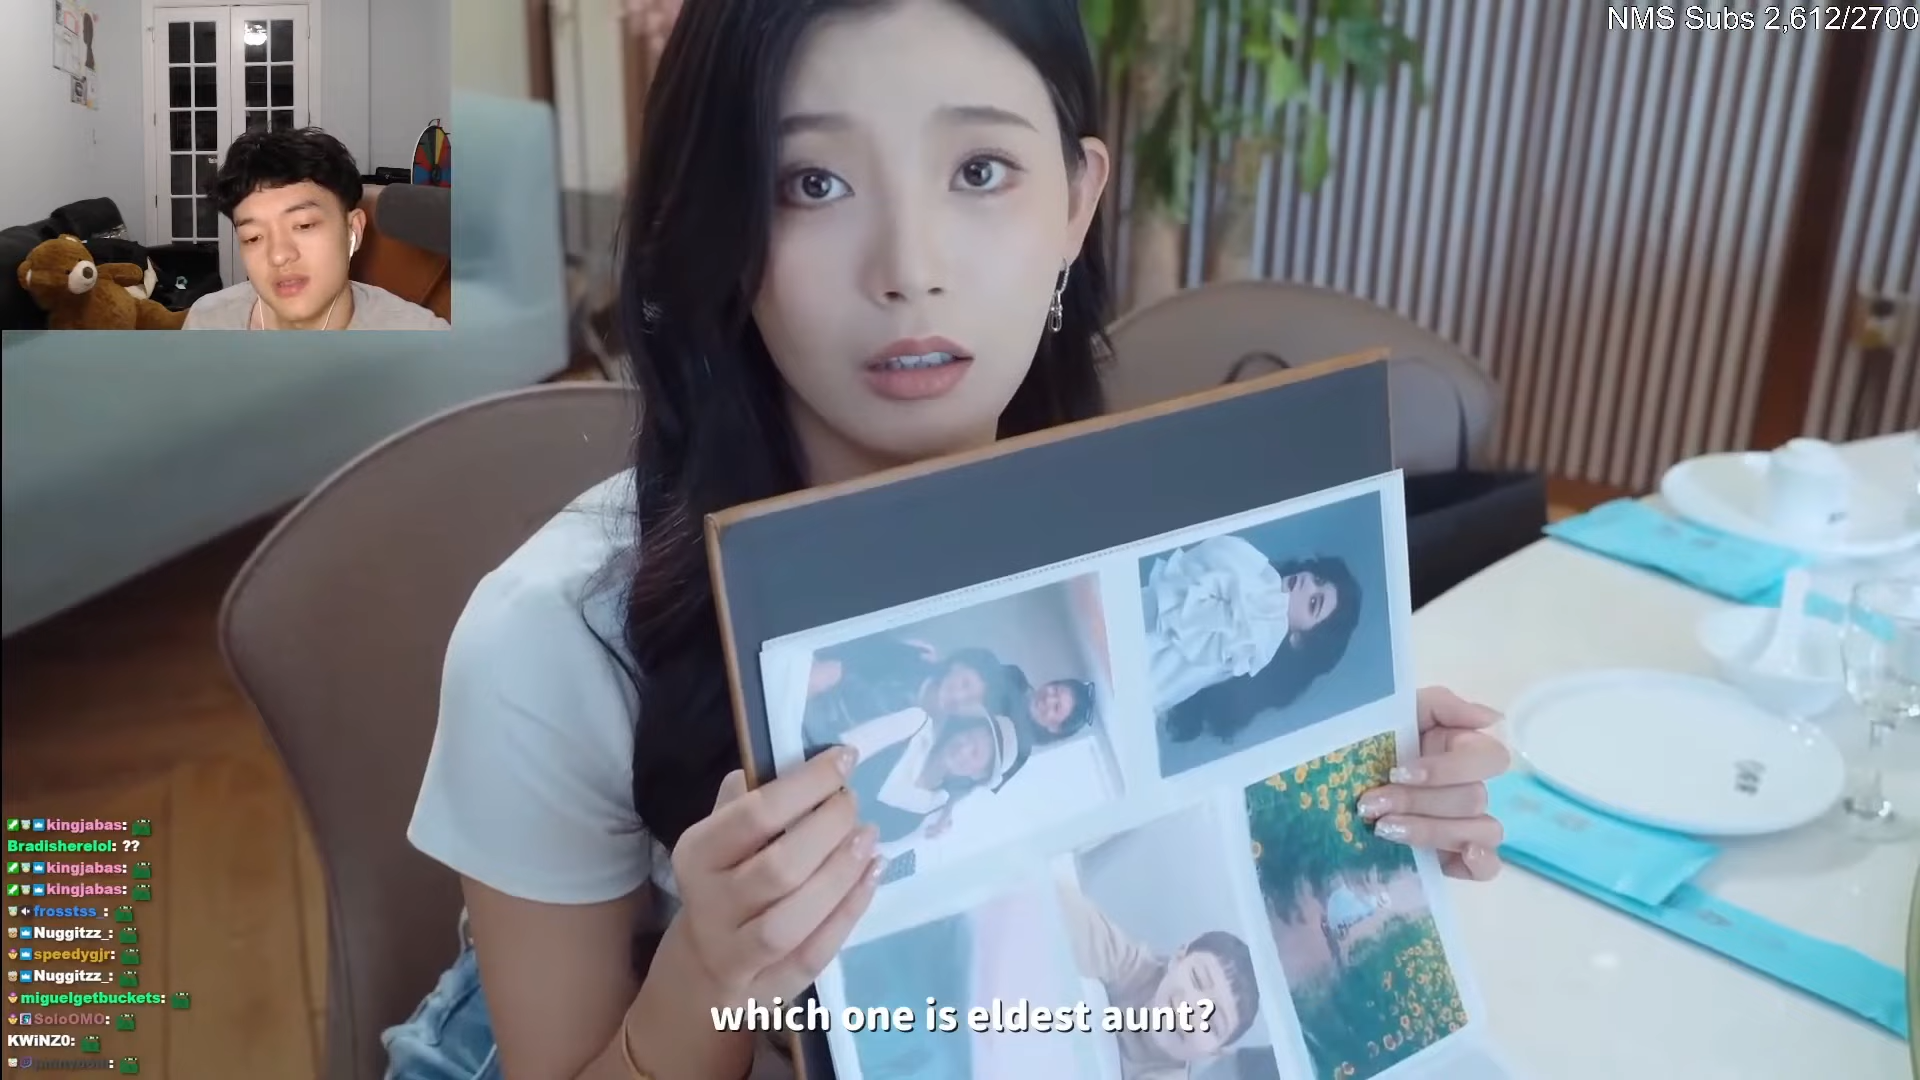 NMS Subs 2,612/2700
kingjabas:
Bradisherelol: ??
kingjabas:
kingjabas:
frosstss_:
Nuggitzz_:
speedygjr:
Nuggitzz_:
miguelgetbuckets:
SoloOMO:
KWiNZ0:
which one is eldest aunt?